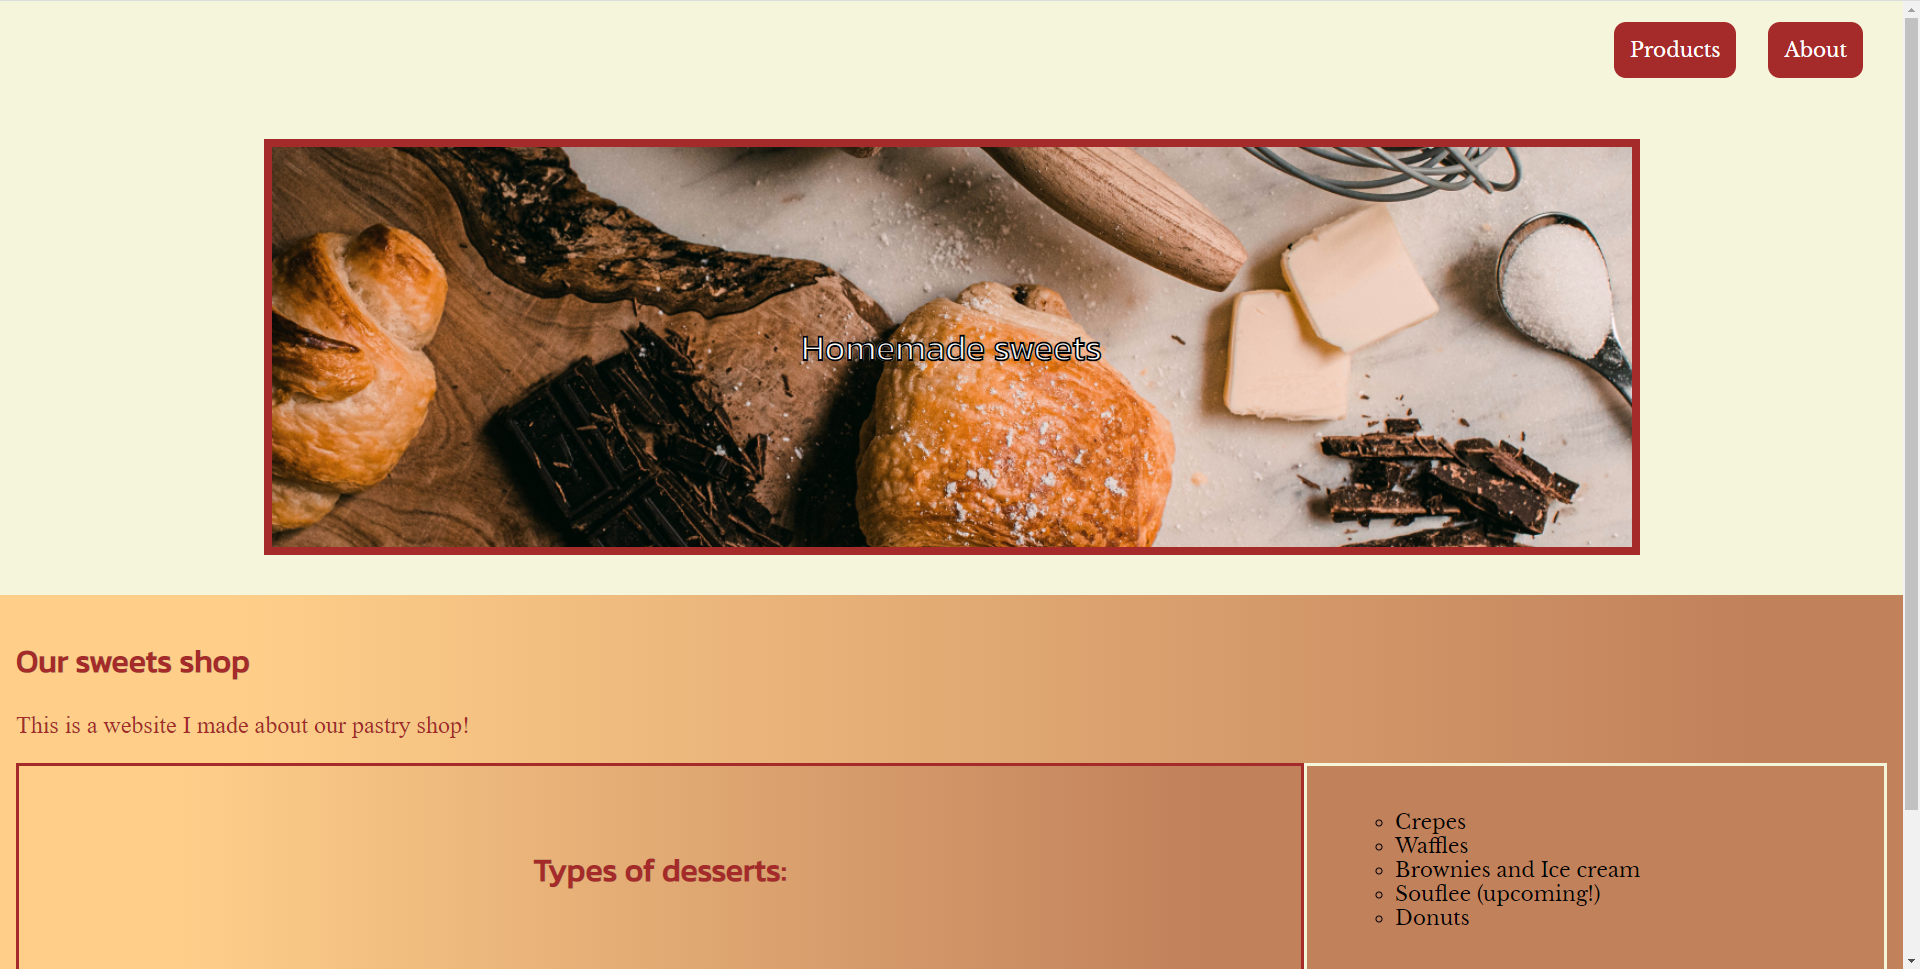 Products
About
Homemade sweets
Our sweets shop
This is a website I made about our pastry shop!
Types of desserts:
Crepes
Waffles
Brownies and Ice cream
Souflee (upcoming!)
Donuts